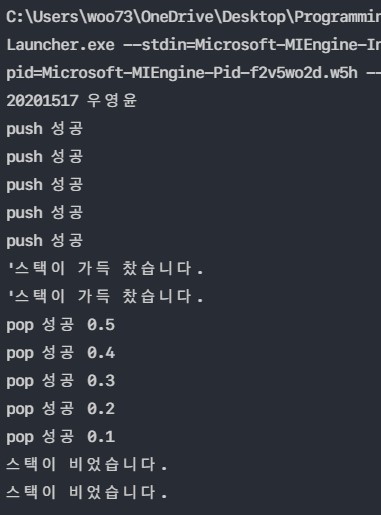 C:\Users\woo73\OneDrive\Desktop\Programmin
Launcher.exe --stdin=Microsoft-MIEngine-In
pid=Microsoft-MIEngine-Pid-f2v5wo2d.w5h --
20201517 우영윤
push 성공
push 성공
push 성공
push 성공
push 성공
'스택이 가득 찼습니다.
'스택이 가득 찼습니다.
pop 성공 0.5
pop 성공 0.4
pop 성공 0.3
pop 성공 0.2
pop 성공 0.1
스택이 비었습니다.
스택이 비었습니다.